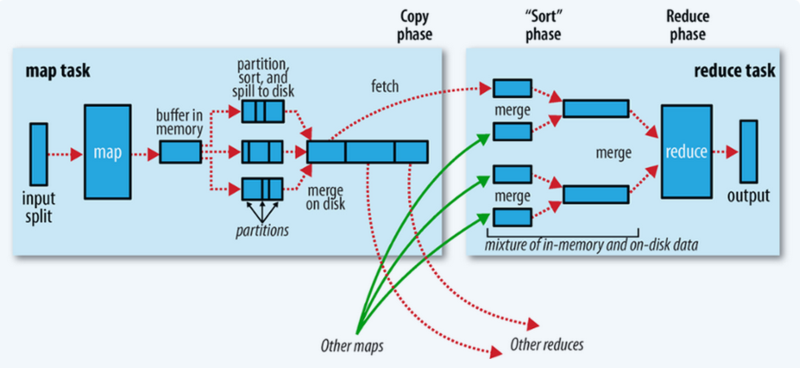 Copy
phase
“Sort”
phase
Reduce
phase
map task
partition,
sort, and
spill to disk
fetch
reduce task
buffer in
memory
merge
map
merge
reduce
input
split
merge
on disk
merge
output
partitions
mixture of in-memory and on-disk data
Other maps
Other reduces